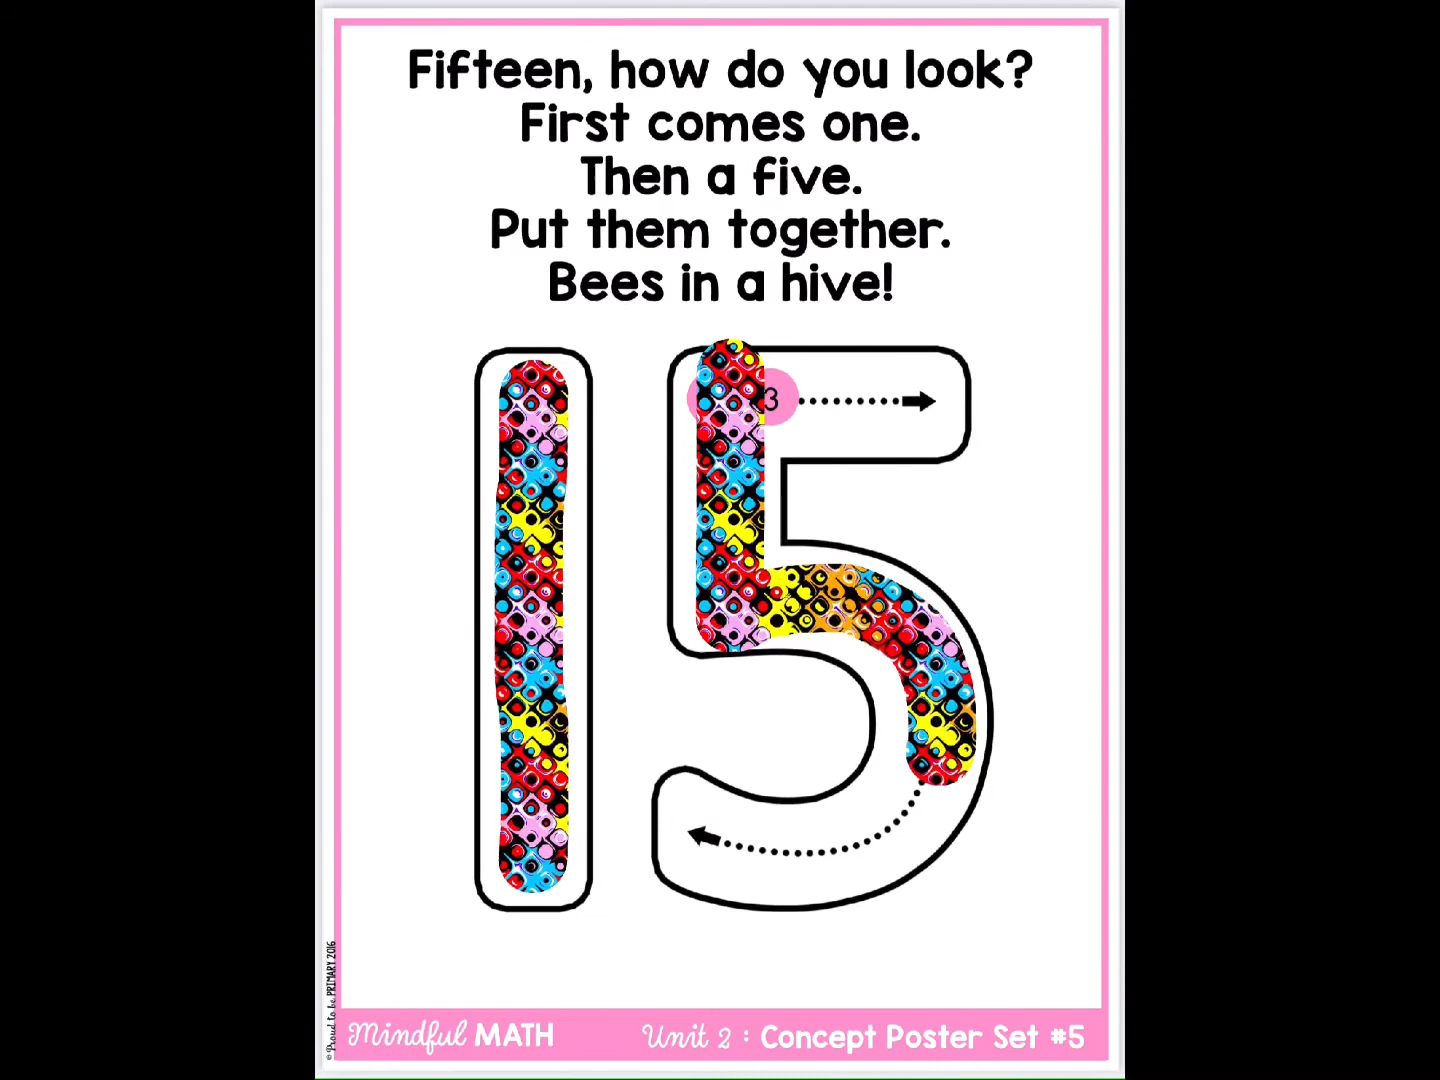 Fifteen, how do you look?
First comes one.
Then a five.
Put them together.
Bees in a hive!
15
3
© Proud to be PRIMARY 2016
Mindful MATH
Unit 2 : Concept Poster Set #5